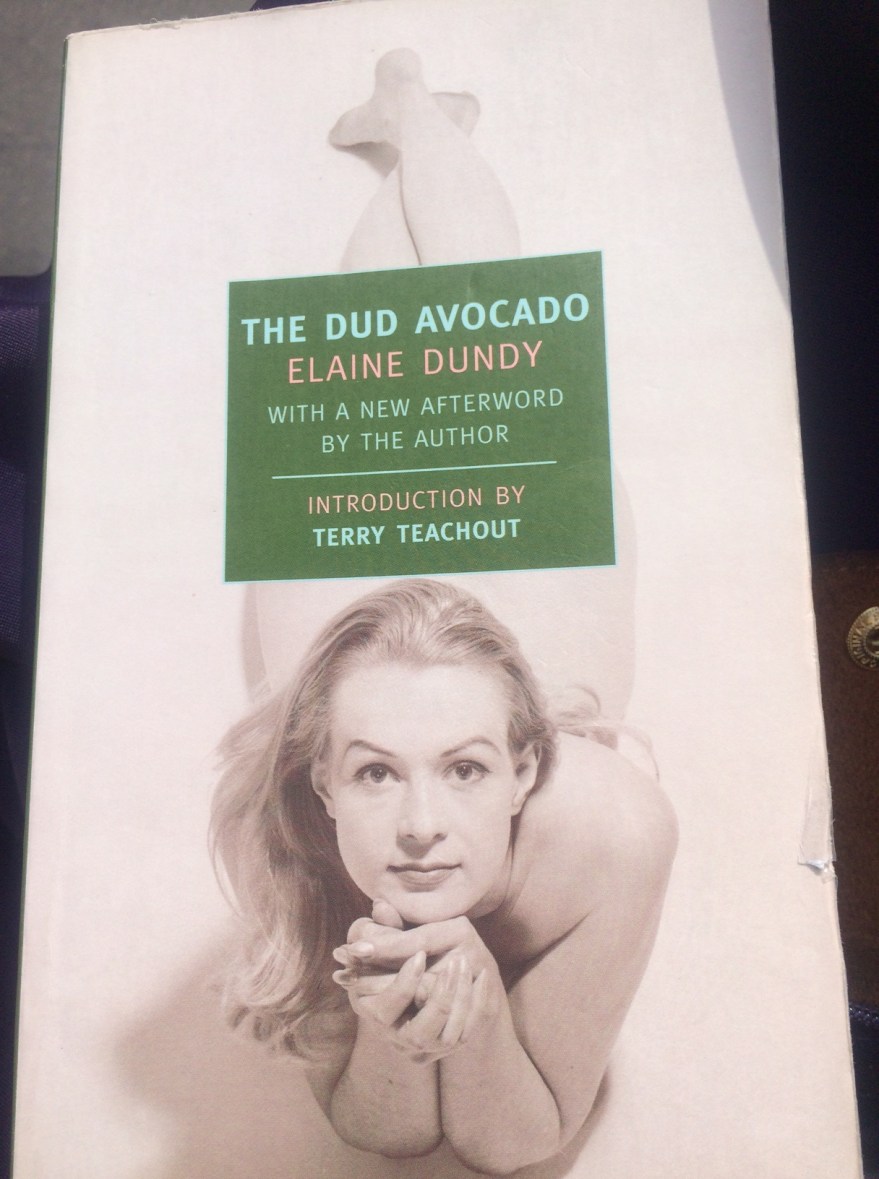 THE DUD AVOCADO
ELAINE DUNDY
WITH A NEW AFTERWORD
BY THE AUTHOR
INTRODUCTION BY
TERRY TEACHOUT